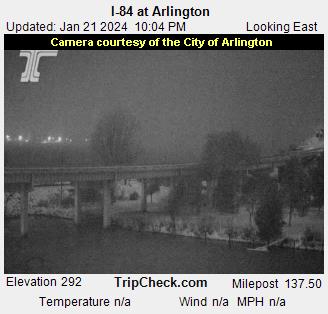 I-84 at Arlington
Updated: Jan 21 2024 10:04 PM Looking East
Camera courtesy of the City of Arlington
Elevation 292 TripCheck.com Milepost 137.50
Temperature n/a Wind n/a MPH n/a